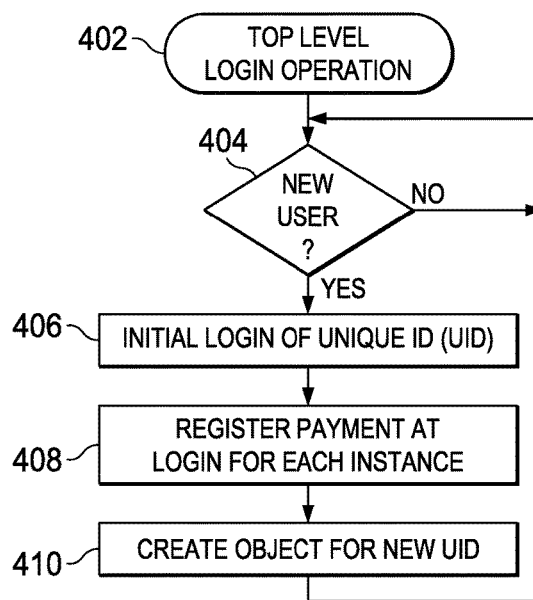 402
TOP LEVEL
LOGIN OPERATION
404
NEW
USER
?
NO
YES
406
INITIAL LOGIN OF UNIQUE ID (UID)
408
REGISTER PAYMENT AT
LOGIN FOR EACH INSTANCE
410
CREATE OBJECT FOR NEW UID